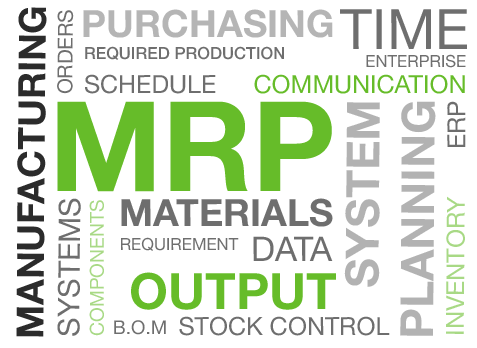 MANUFACTURING
ORDERS
PURCHASING
TIME
REQUIRED PRODUCTION
ENTERPRISE
SCHEDULE
COMMUNICATION
MRP
SYSTEM
PLANNING
ERP
MATERIALS
SYSTEMS
COMPONENTS
REQUIREMENT
DATA
INVENTORY
OUTPUT
B.O.M
STOCK CONTROL